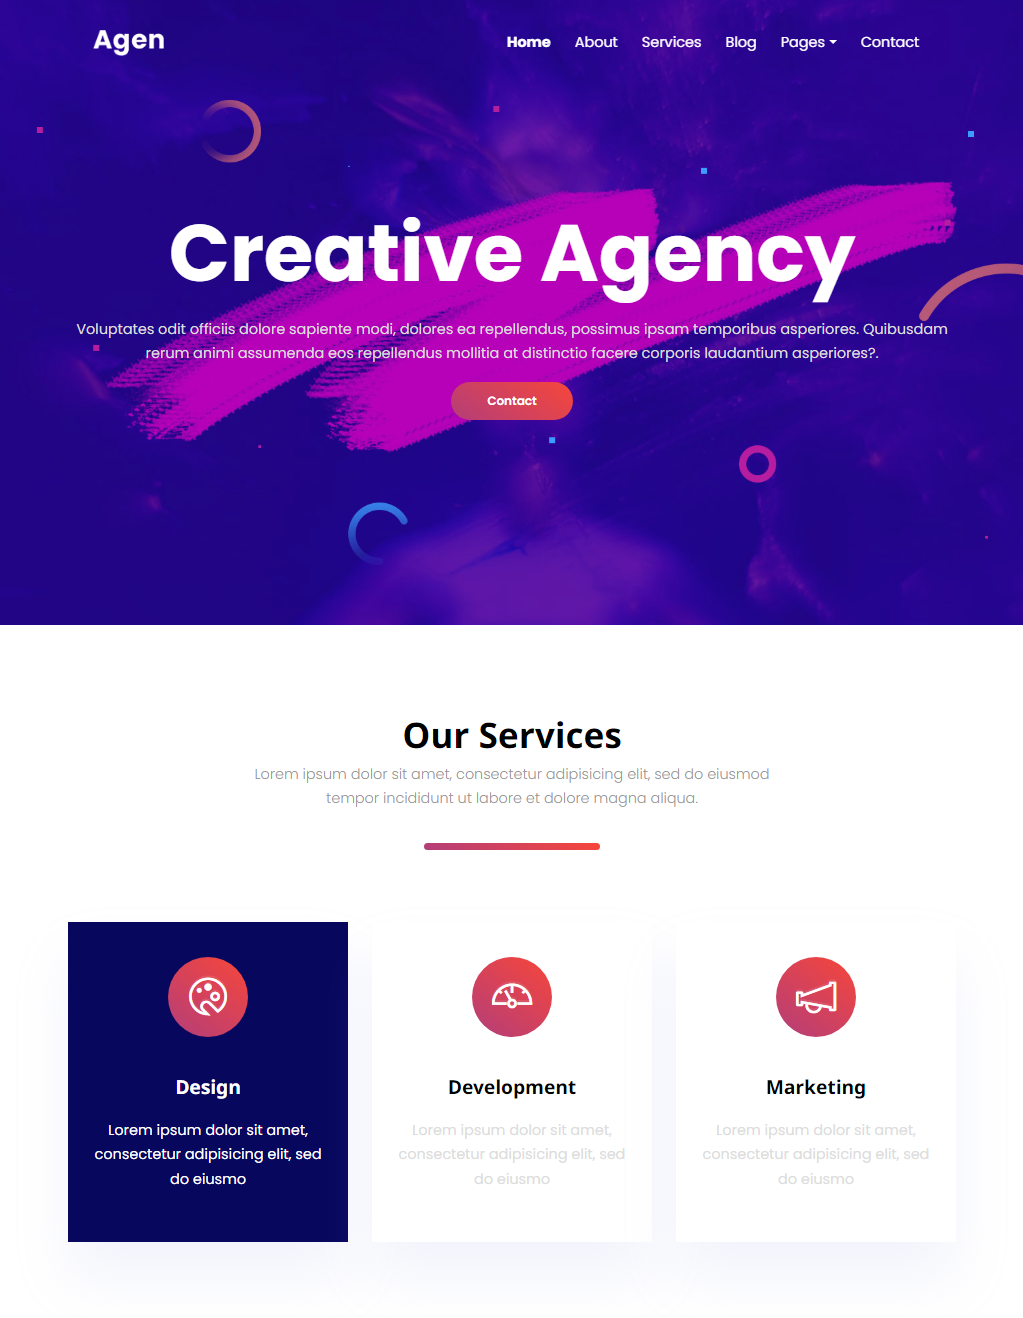 Agen
Home About Services Blog Pages Contact
Creative Agency
Voluptates odit officiis dolore sapiente modi, dolores ea repellendus, possimus ipsam temporibus asperiores. Quibusdam
rerum animi assumenda eos repellendus mollitia at distinctio facere corporis laudantium asperiores?.
Contact
Our Services
Lorem ipsum dolor sit amet, consectetur adipisicing elit, sed do eiusmod
tempor incididunt ut labore et dolore magna aliqua.
Design
Lorem ipsum dolor sit amet,
consectetur adipisicing elit, sed
do eiusmo
Development
Lorem ipsum dolor sit amet,
consectetur adipisicing elit, sed
do eiusmo
Marketing
Lorem ipsum dolor sit amet,
consectetur adipisicing elit, sed
do eiusmo